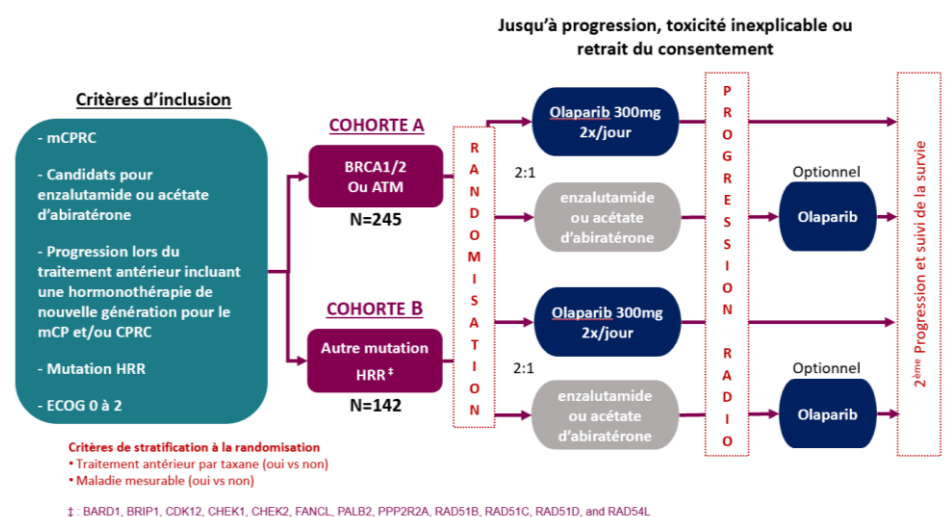 Jusqu’à progression, toxicité inexplicable ou
retrait du consentement
Critères d’inclusion
- mCPRC
- Candidats pour
enzalutamide ou acétate
d’abiratérone
- Progression lors du
traitement antérieur incluant
une hormonothérapie de
nouvelle génération pour le
mCP et/ou CPRC
- Mutation HRR
- ECOG 0 à 2
COHORTE A
BRCA1/2
Ou ATM
N=245
COHORTE B
Autre mutation
HRR‡
N=142
RANDOMISATION
2:1
Olaparib 300mg
2x/jour
enzalutamide
ou acétate
d’abiratérone
2:1
Olaparib 300mg
2x/jour
enzalutamide
ou acétate
d’abiratérone
PROGRESSION RADIO
Optionnel
Olaparib
Optionnel
Olaparib
2ème Progression et suivi de la survie
Critères de stratification à la randomisation
• Traitement antérieur par taxane (oui vs non)
• Maladie mesurable (oui vs non)
‡ : BARD1, BRIP1, CDK12, CHEK1, CHEK2, FANCL, PALB2, PPP2R2A, RAD51B, RAD51C, RAD51D, and RAD54L